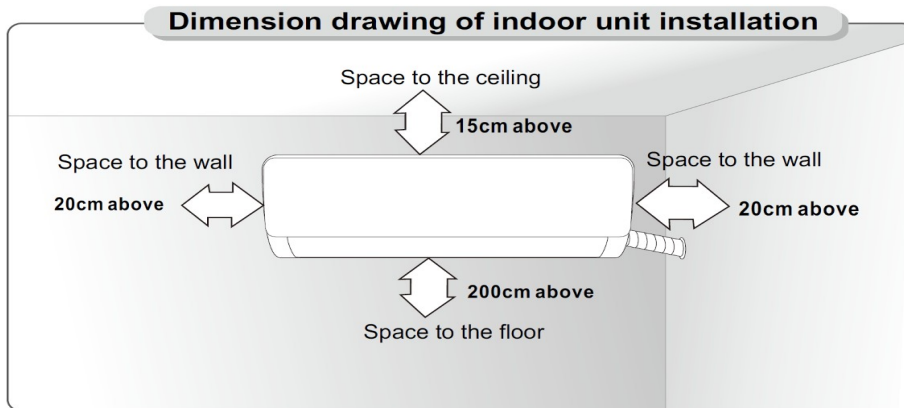 Dimension drawing of indoor unit installation
Space to the ceiling
15cm above
Space to the wall
20cm above
Space to the wall
20cm above
200cm above
Space to the floor